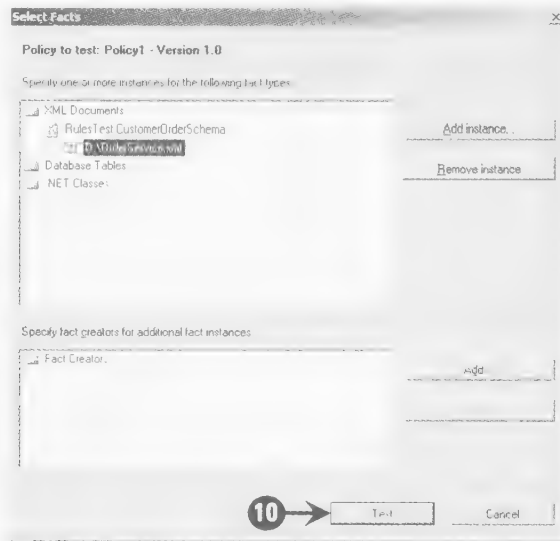 Select Facts
Policy to test: Policy1 - Version 1.0
Specify one or more instances for the following fact types
XML Documents
RulesTest.CustomerOrderSchema
Add instance...
Database Tables
Remove instance
.NET Classes
Specify fact creators for additional fact instances
Fact Creators
Add
10
Test
Cancel